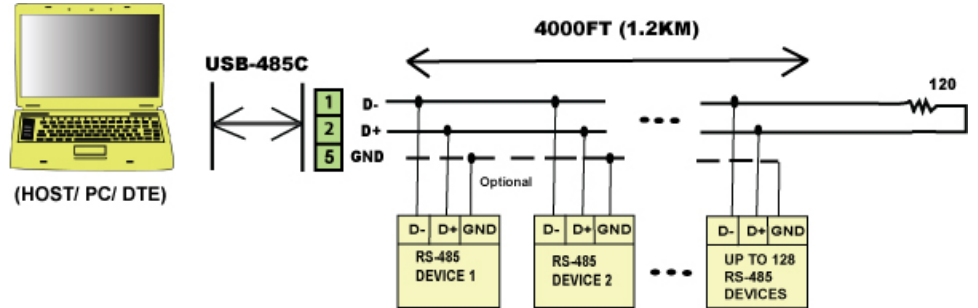 4000FT (1.2KM)
USB-485C
120
1
D-
2
D+
5
GND
Optional
(HOST/ PC/ DTE)
D- D+ GND
RS-485
DEVICE 1
D- D+ GND
RS-485
DEVICE 2
D- D+ GND
UP TO 128
RS-485
DEVICES